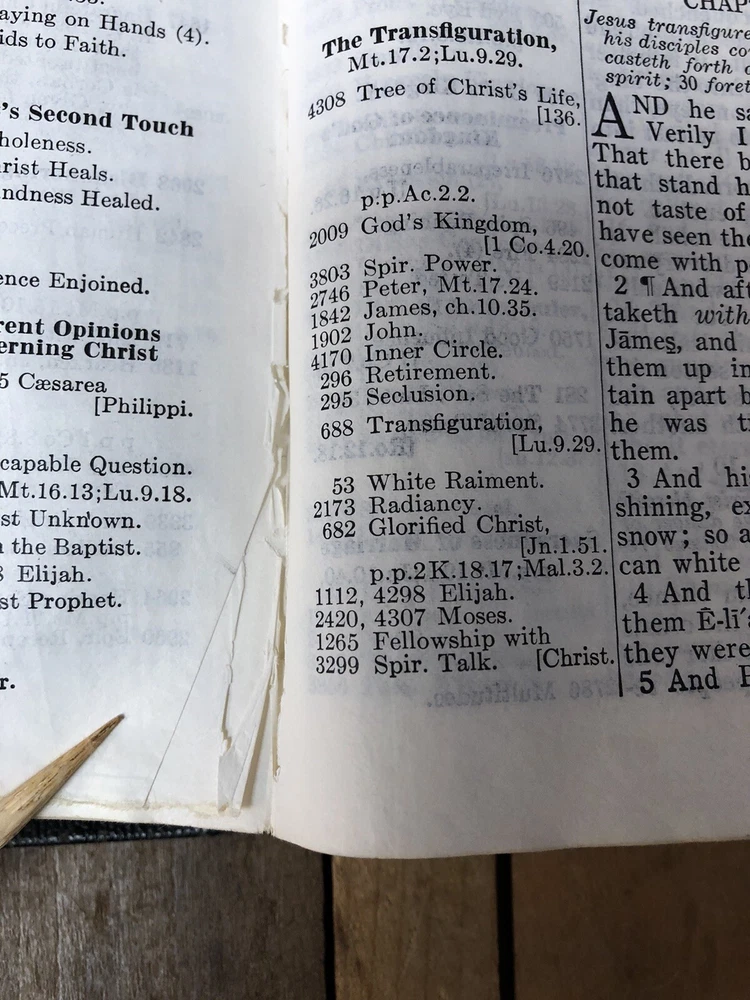 aying on Hands (4).
ids to Faith.
's Second Touch
holeness.
hrist Heals.
indness Healed.
ence Enjoined.
rent Opinions
erning Christ
5 Cæsarea
[Philippi.
capable Question.
Mt.16.13;Lu.9.18.
st Unknown.
the Baptist.
Elijah.
st Prophet.
r.
The Transfiguration,
Mt.17.2;Lu.9.29.
4308 Tree of Christ's Life,
[136.
p.p.Ac.2.2.
2009 God's Kingdom,
[1 Co.4.20.
3803 Spir. Power.
2746 Peter, Mt.17.24.
1842 James, ch.10.35.
1902 John.
4170 Inner Circle.
296 Retirement.
295 Seclusion.
688 Transfiguration,
[Lu.9.29.
53 White Raiment.
2173 Radiancy.
682 Glorified Christ,
[Jn.1.51.
p.p.2K.18.17;Mal.3.2.
1112, 4298 Elijah.
2420, 4307 Moses.
1265 Fellowship with
3299 Spir. Talk. [Christ.
CHAP
Jesus transfigure
his disciples co
casteth forth
spirit; 30 foret
AND he sa
Verily I
That there b
that stand h
not taste of
have seen the
come with p
2 ¶ And aft
taketh with
Jāmeş, and
them up in
tain apart b
he was t
them.
3 And hi
shining, ex
snow; so a
can white
4 And th
them Ē-lī'a
they were
5 And P